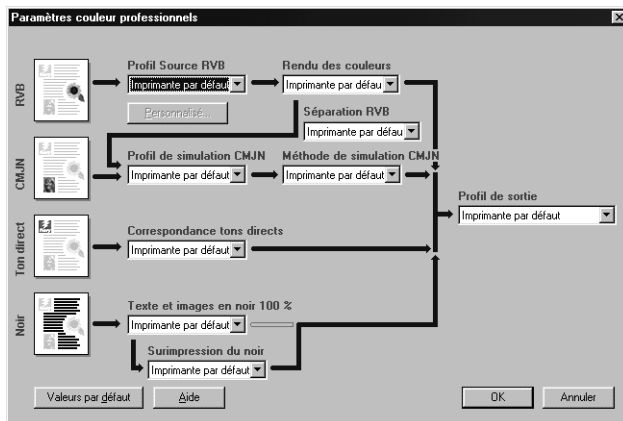 Paramètres couleur professionnels
RVB
Profil Source RVB
Imprimante par défaut
Personnalisé...
Rendu des couleurs
Imprimante par défau
Séparation RVB
Imprimante par défau
CMJN
Profil de simulation CMJN
Imprimante par défaut
Méthode de simulation CMJN
Imprimante par défaut
Profil de sortie
Imprimante par défaut
Ton direct
Correspondance tons directs
Imprimante par défaut
Noir
Texte et images en noir 100 %
Imprimante par défaut
Surimpression du noir
Imprimante par défaut
Valeurs par défaut
Aide
OK
Annuler